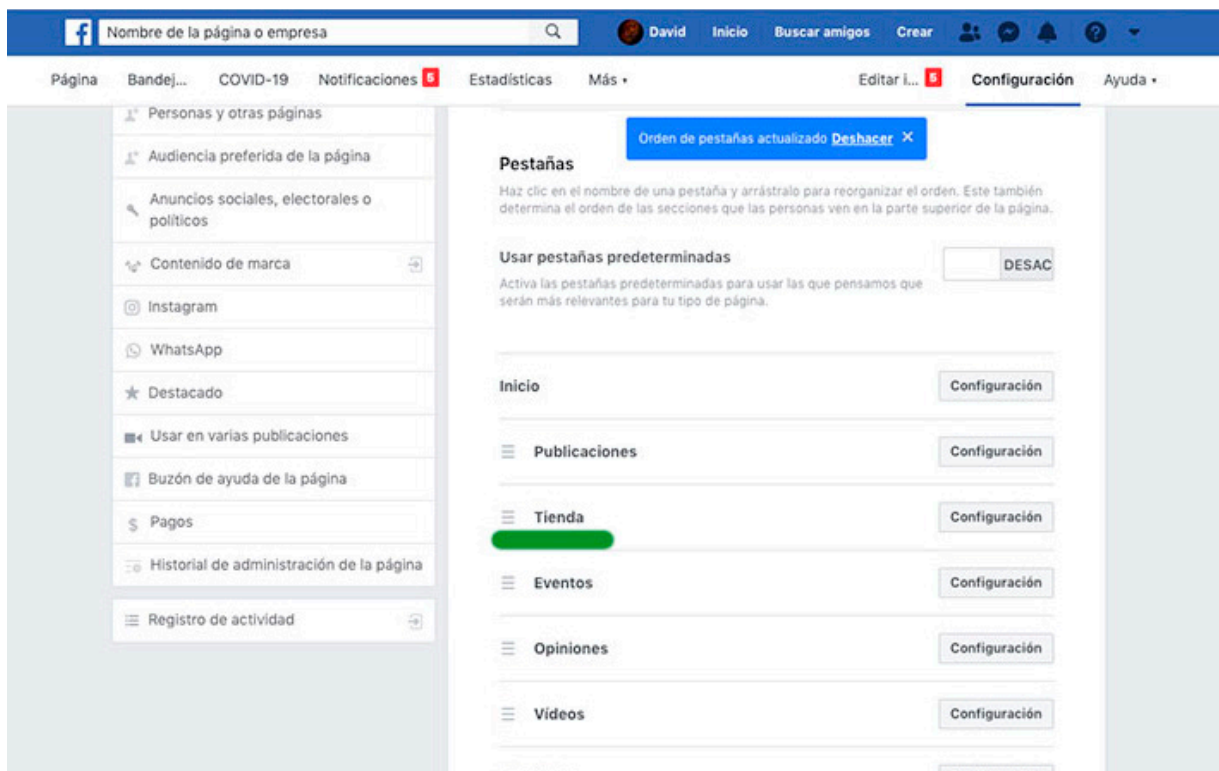 f Nombre de la página o empresa David Inicio Buscar amigos Crear
Página Bandej... COVID-19 Notificaciones 5 Estadísticas Más Editar i... 5 Configuración Ayuda
Personas y otras páginas
Audiencia preferida de la página
Anuncios sociales, electorales o
políticos
Contenido de marca
Instagram
WhatsApp
Destacado
Usar en varias publicaciones
Buzón de ayuda de la página
$ Pagos
Historial de administración de la página
Registro de actividad
Orden de pestañas actualizado Deshacer ×
Pestañas
Haz clic en el nombre de una pestaña y arrástralo para reorganizar el orden. Este también
determina el orden de las secciones que las personas ven en la parte superior de la página.
Usar pestañas predeterminadas
DESAC
Activa las pestañas predeterminadas para usar las que pensamos que
serán más relevantes para tu tipo de página.
Inicio Configuración
Publicaciones Configuración
Tienda Configuración
Eventos Configuración
Opiniones Configuración
Vídeos Configuración